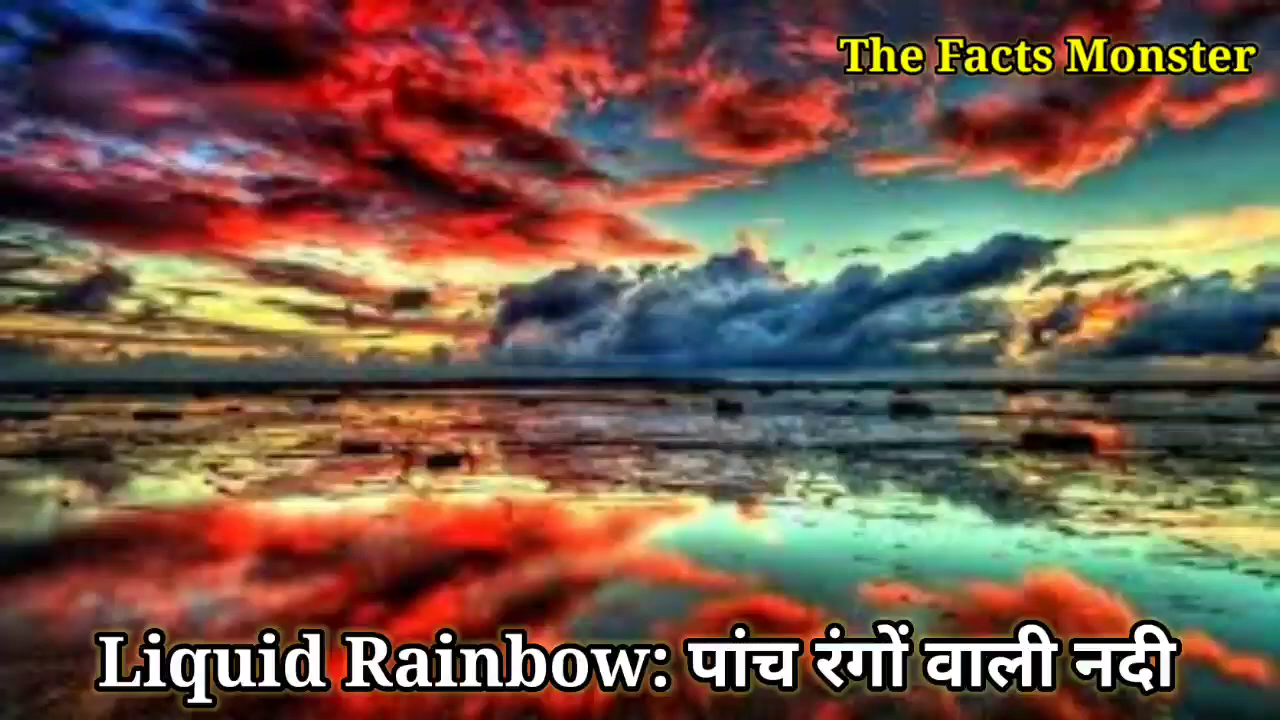 The Facts Monster
Liquid Rainbow: पांच रंगों वाली नदी